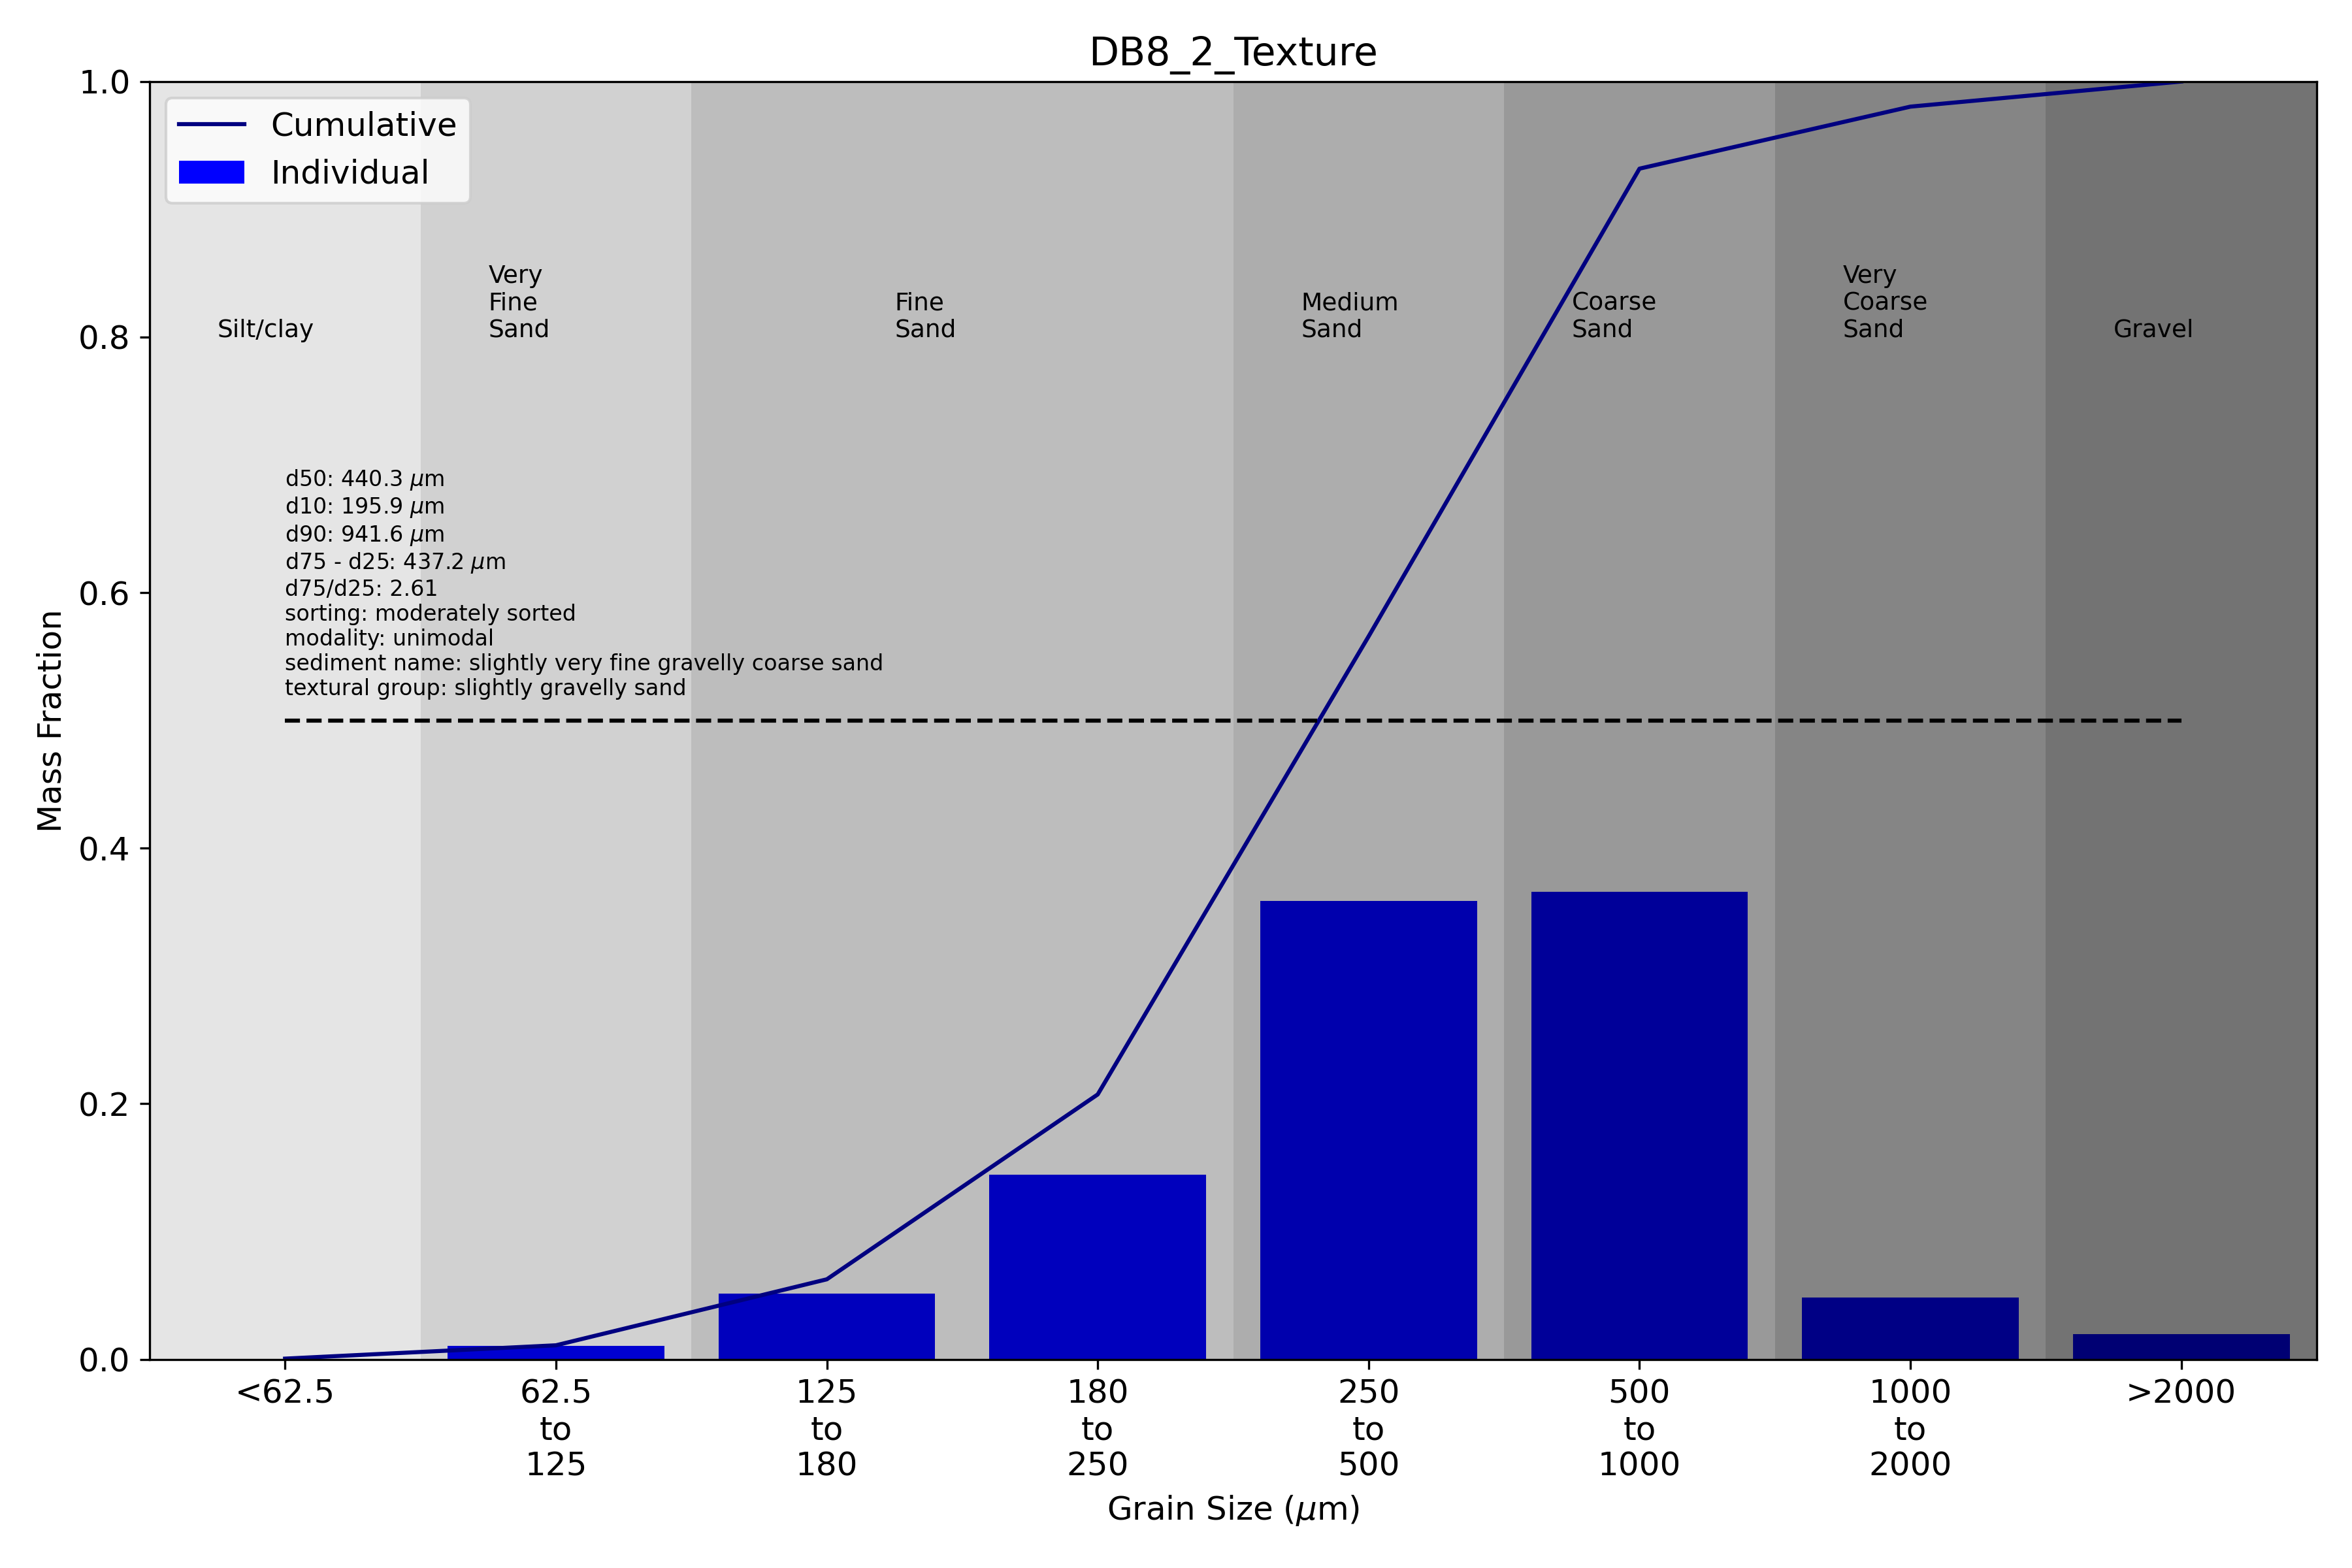 DB8_2_Texture
1.0
0.8
0.6
0.4
0.2
0.0
Mass Fraction
Cumulative
Individual
Silt/clay
Very
Fine
Sand
Fine
Sand
Medium
Sand
Coarse
Sand
Very
Coarse
Sand
Gravel
d50: 440.3 μm
d10: 195.9 μm
d90: 941.6 μm
d75 - d25: 437.2 μm
d75/d25: 2.61
sorting: moderately sorted
modality: unimodal
sediment name: slightly very fine gravelly coarse sand
textural group: slightly gravelly sand
<62.5
62.5
to
125
125
to
180
180
to
250
250
to
500
500
to
1000
1000
to
2000
>2000
Grain Size (μm)